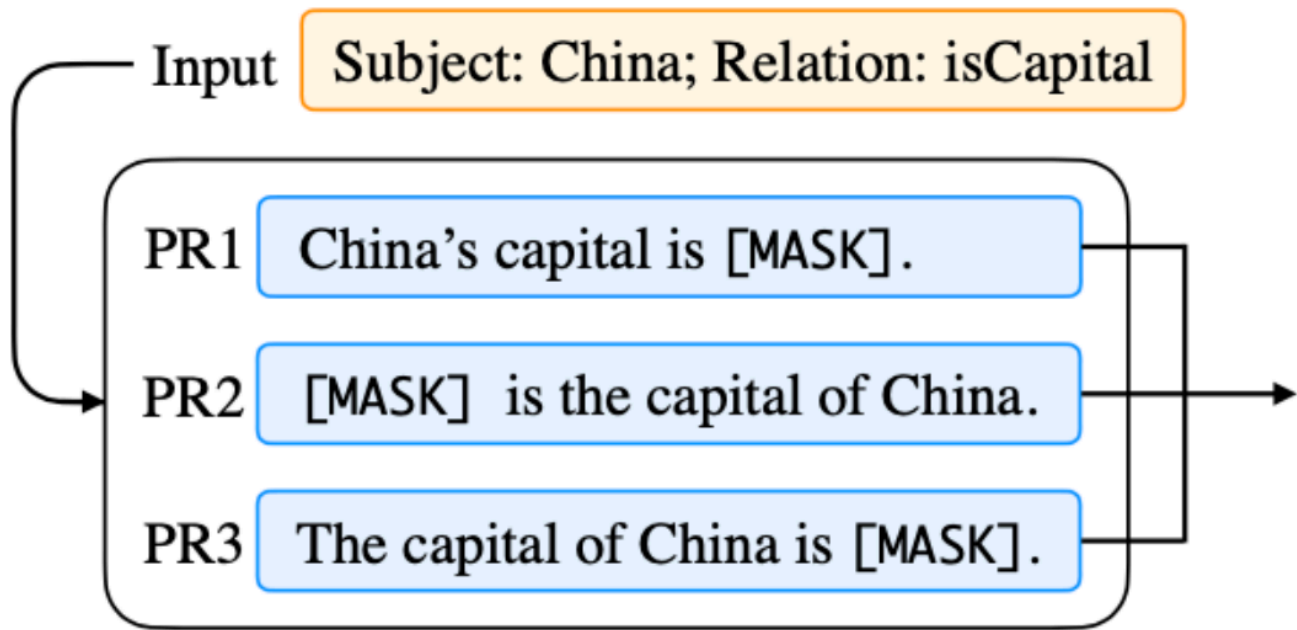 Input Subject: China; Relation: isCapital
PR1 China’s capital is [MASK].
PR2 [MASK] is the capital of China.
PR3 The capital of China is [MASK].